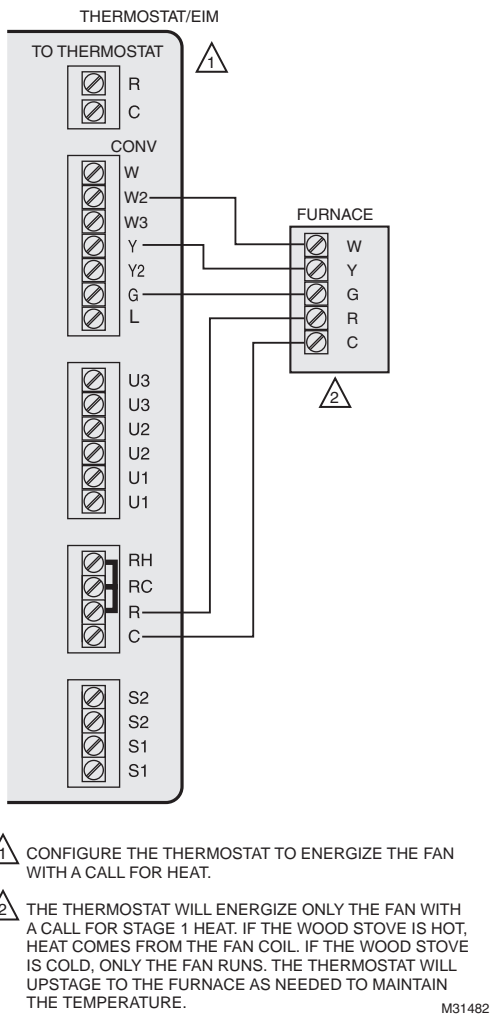 THERMOSTAT/EIM
TO THERMOSTAT
1
R
C
CONV
W
W2
W3
Y
Y2
G
L
FURNACE
W
Y
G
R
C
2
U3
U3
U2
U2
U1
U1
RH
RC
R
C
S2
S2
S1
S1
1 CONFIGURE THE THERMOSTAT TO ENERGIZE THE FAN
WITH A CALL FOR HEAT.
2 THE THERMOSTAT WILL ENERGIZE ONLY THE FAN WITH
A CALL FOR STAGE 1 HEAT. IF THE WOOD STOVE IS HOT,
HEAT COMES FROM THE FAN COIL. IF THE WOOD STOVE
IS COLD, ONLY THE FAN RUNS. THE THERMOSTAT WILL
UPSTAGE TO THE FURNACE AS NEEDED TO MAINTAIN
THE TEMPERATURE.
M31482